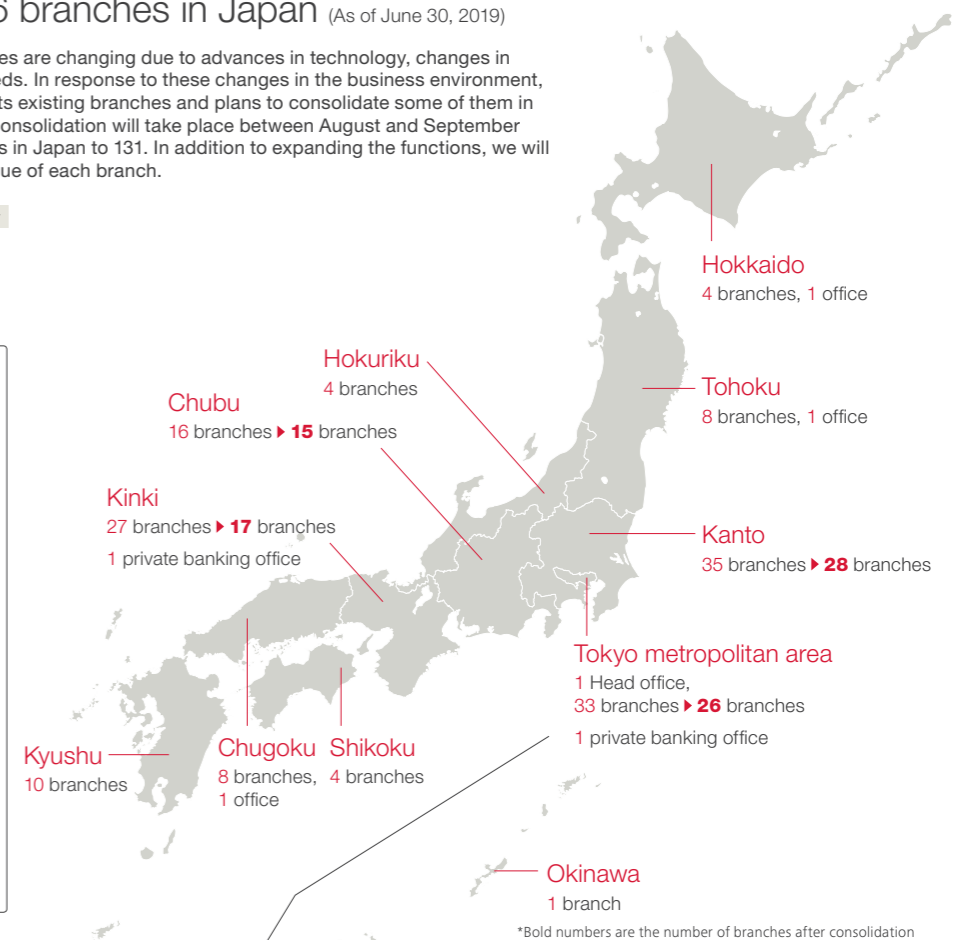 6 branches in Japan (As of June 30, 2019)
es are changing due to advances in technology, changes in
eds. In response to these changes in the business environment,
ts existing branches and plans to consolidate some of them in
onsolidation will take place between August and September
s in Japan to 131. In addition to expanding the functions, we will
ue of each branch.
Hokkaido
4 branches, 1 office
Hokuriku
4 branches
Tohoku
8 branches, 1 office
Chubu
16 branches ▶ 15 branches
Kinki
27 branches ▶ 17 branches
1 private banking office
Kanto
35 branches ▶ 28 branches
Tokyo metropolitan area
1 Head office,
33 branches ▶ 26 branches
1 private banking office
Kyushu
10 branches
Chugoku
8 branches,
1 office
Shikoku
4 branches
Okinawa
1 branch
*Bold numbers are the number of branches after consolidation